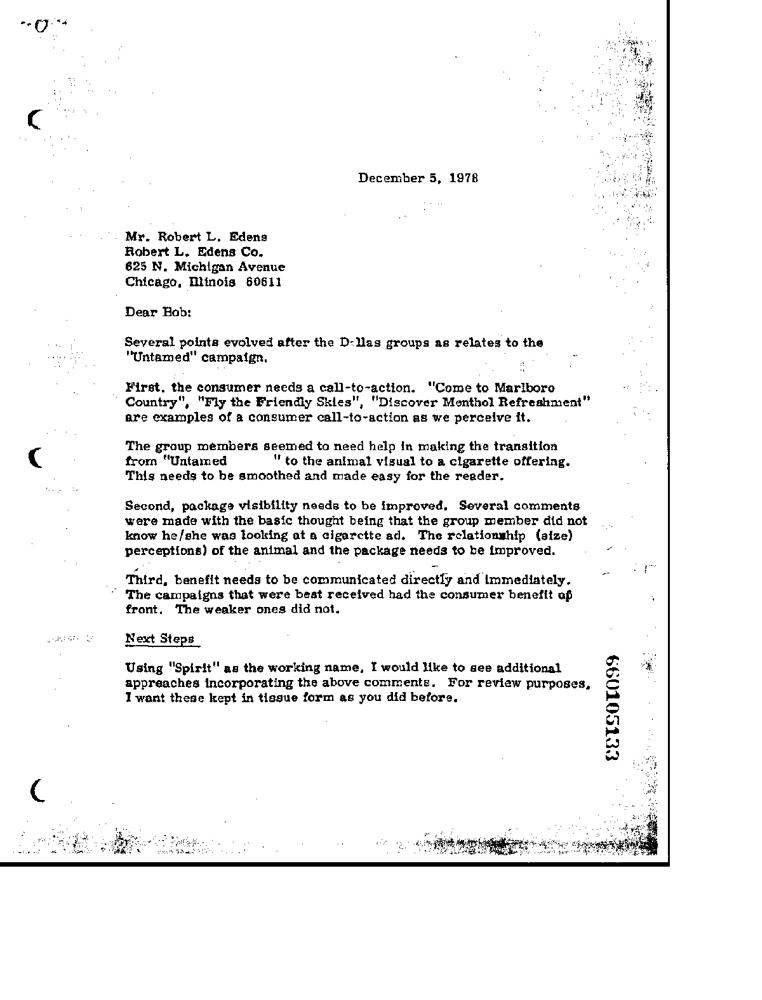 December 5, 1978
Mr. Robert L. Edens
Robert L. Edens Co.
625 N. Michigan Avenue
Chicago, Illinois 60611
Dear Bob:
Several points evolved after the Dallas groups as relates to the
"Untamed" campaign.
First, the consumer needs a call-to-action. "Come to Marlboro
Country", "Fly the Friendly Skies", "Discover Menthol Refreshment"
are examples of a consumer call-to-action as we perceive it.
The group members seemed to need help in making the transition
from "Untamed " to the animal visual to a cigarette offering.
This needs to be smoothed and made easy for the reader.
Second, package visibility needs to be improved. Several comments
were made with the basic thought being that the group member did not
know he/she was looking at a cigarette ad. The relationship (size)
perceptions) of the animal and the package needs to be improved.
Third, benefit needs to be communicated directly and immediately.
The campaigns that were best received had the consumer benefit up
front. The weaker ones did not.
Next Steps
Using "Spirit" as the working name, I would like to see additional
approaches incorporating the above comments. For review purposes,
I want these kept in tissue form as you did before.
660105133